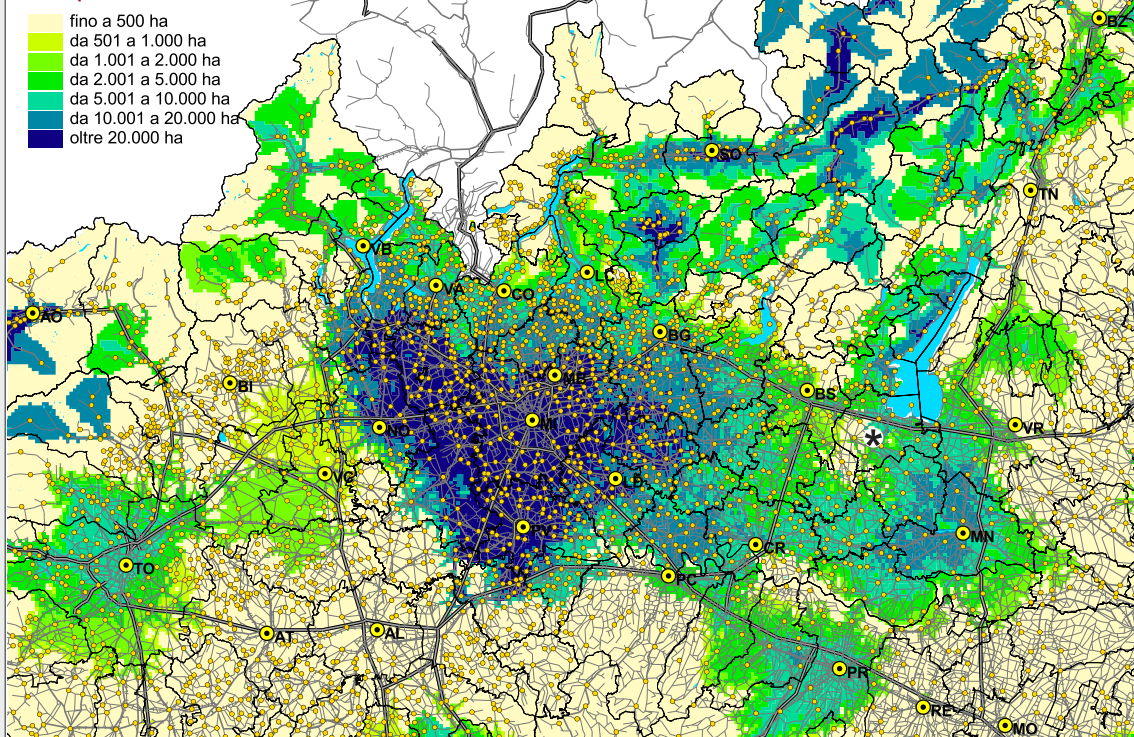 fino a 500 ha
da 501 a 1.000 ha
da 1.001 a 2.000 ha
da 2.001 a 5.000 ha
da 5.001 a 10.000 ha
da 10.001 a 20.000 ha
oltre 20.000 ha
BZ
SO
TN
VB
LC
VA
CO
AO
BG
MB
BI
BS
MI
NO
VR
*
VC
LO
PV
MN
CR
TO
PC
AT
AL
PR
RE
MO